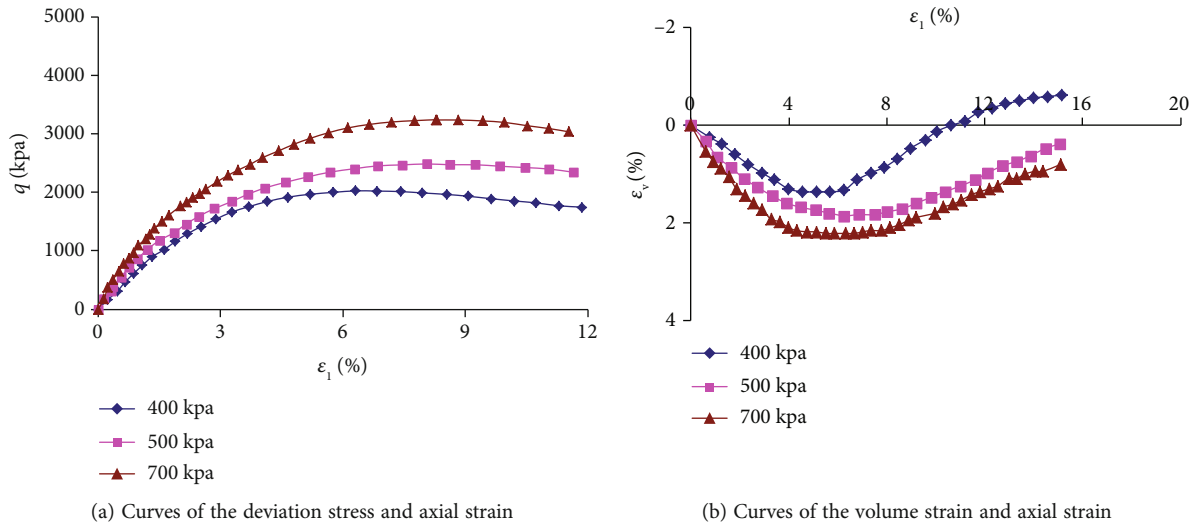 5000
4000
3000
2000
1000
0
q (kpa)
0 3 6 9 12
ε1 (%)
400 kpa
500 kpa
700 kpa
(a) Curves of the deviation stress and axial strain
ε1 (%)
–2
0
2
4
εv (%)
0 4 8 12 16 20
400 kpa
500 kpa
700 kpa
(b) Curves of the volume strain and axial strain